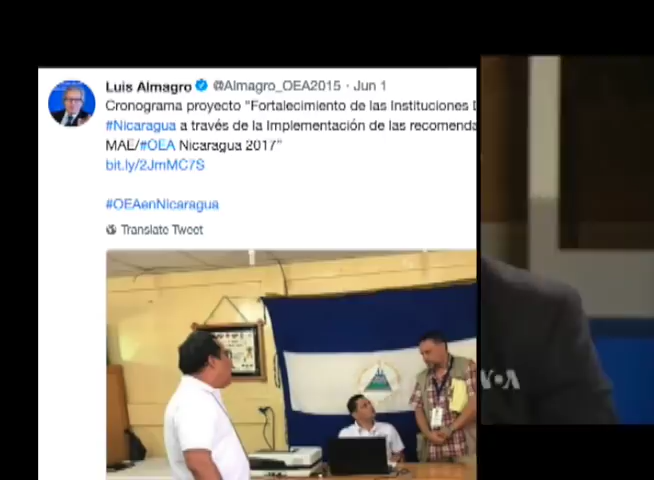 Luis Almagro @Almagro_OEA2015 · Jun 1
Cronograma proyecto "Fortalecimiento de las Instituciones
#Nicaragua a través de la Implementación de las recomenda
MAE/#OEA Nicaragua 2017"
bit.ly/2JmMC7S
#OEAenNicaragua
Translate Tweet
VOA